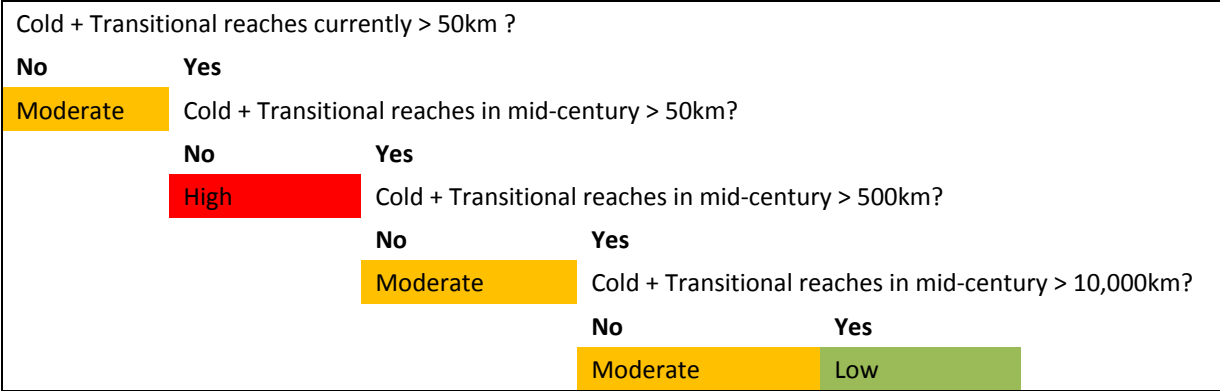 Cold + Transitional reaches currently > 50km ?
No Yes
Moderate Cold + Transitional reaches in mid-century > 50km?
No Yes
High Cold + Transitional reaches in mid-century > 500km?
No Yes
Moderate Cold + Transitional reaches in mid-century > 10,000km?
No Yes
Moderate Low